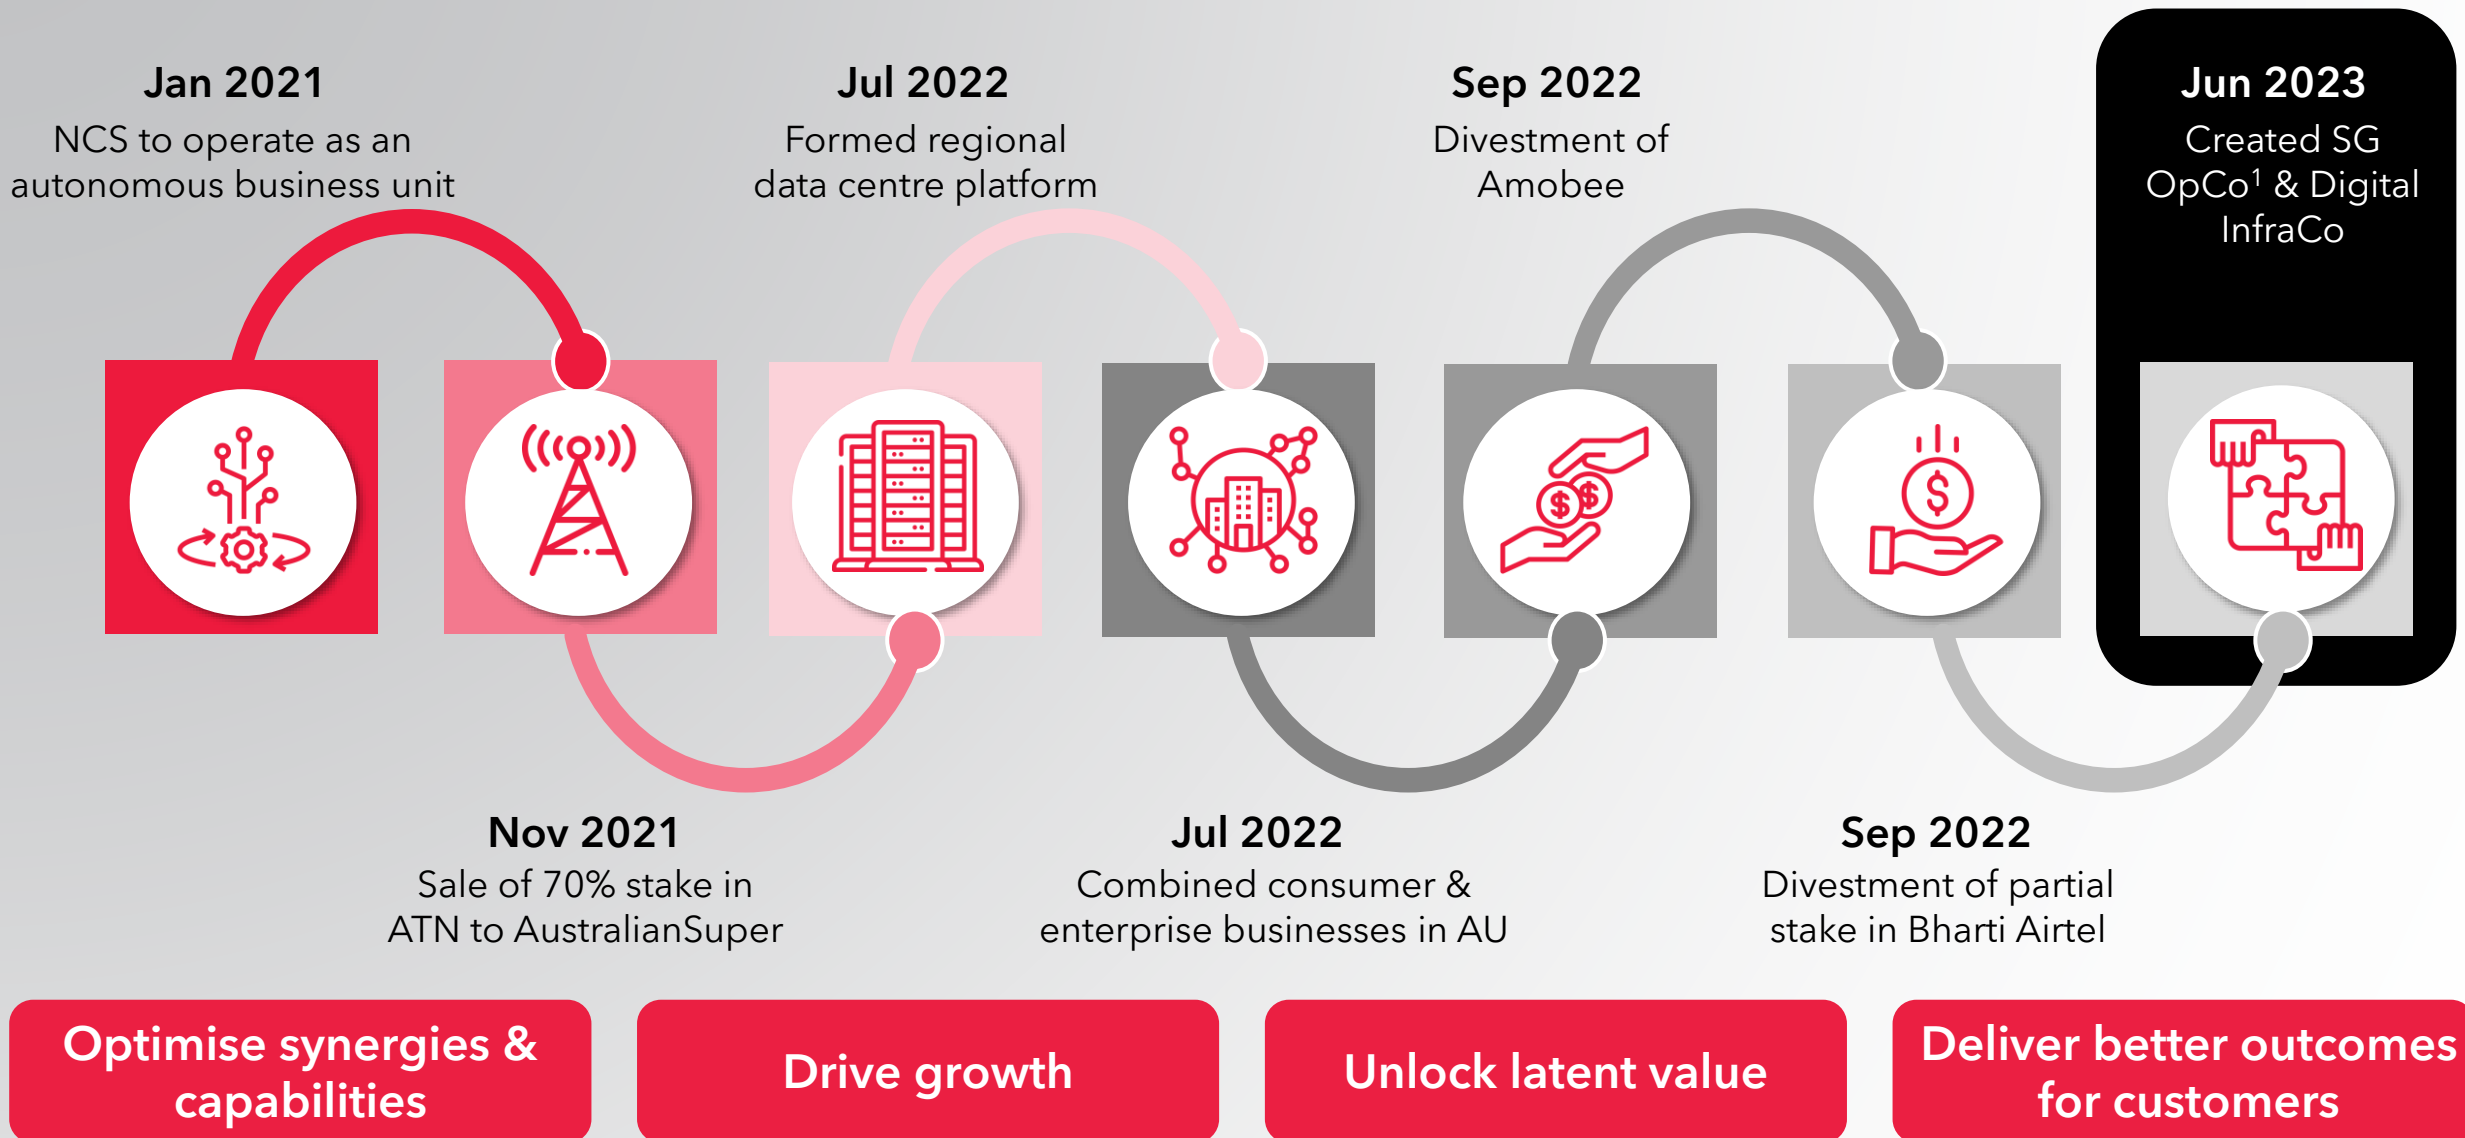 Jan 2021
NCS to operate as an
autonomous business unit
Nov 2021
Sale of 70% stake in
ATN to AustralianSuper
Jul 2022
Formed regional
data centre platform
Jul 2022
Combined consumer &
enterprise businesses in AU
Sep 2022
Divestment of
Amobee
Sep 2022
Divestment of partial
stake in Bharti Airtel
Jun 2023
Created SG
OpCo¹ & Digital
InfraCo
Optimise synergies &
capabilities
Drive growth
Unlock latent value
Deliver better outcomes
for customers